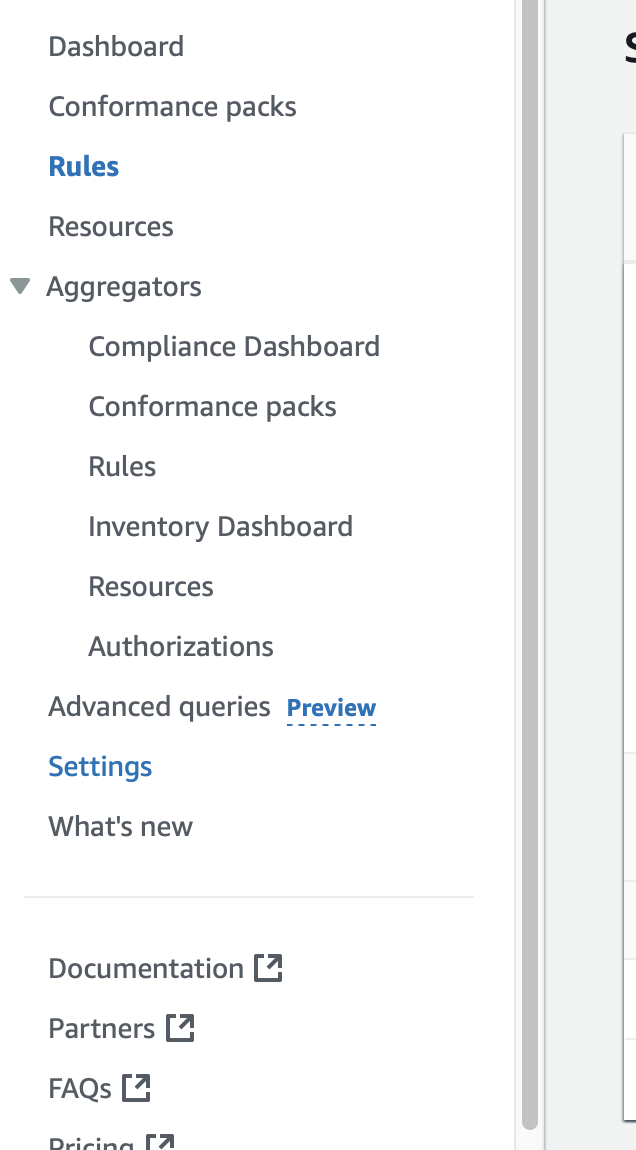 Dashboard
Conformance packs
Rules
Resources
Aggregators
Compliance Dashboard
Conformance packs
Rules
Inventory Dashboard
Resources
Authorizations
Advanced queries Preview
Settings
What's new
Documentation
Partners
FAQs
Pricing